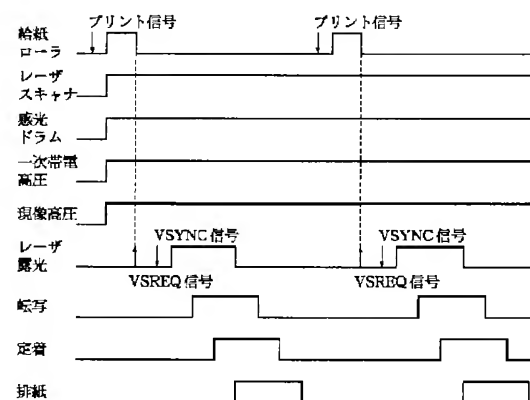 プリント信号 プリント信号
給紙
ローラ
レーザ
スキャナ
感光
ドラム
一次帯電
高圧
現像高圧
VSYNC信号 VSYNC信号
レーザ
露光
VSREQ信号 VSREQ信号
転写
定着
排紙